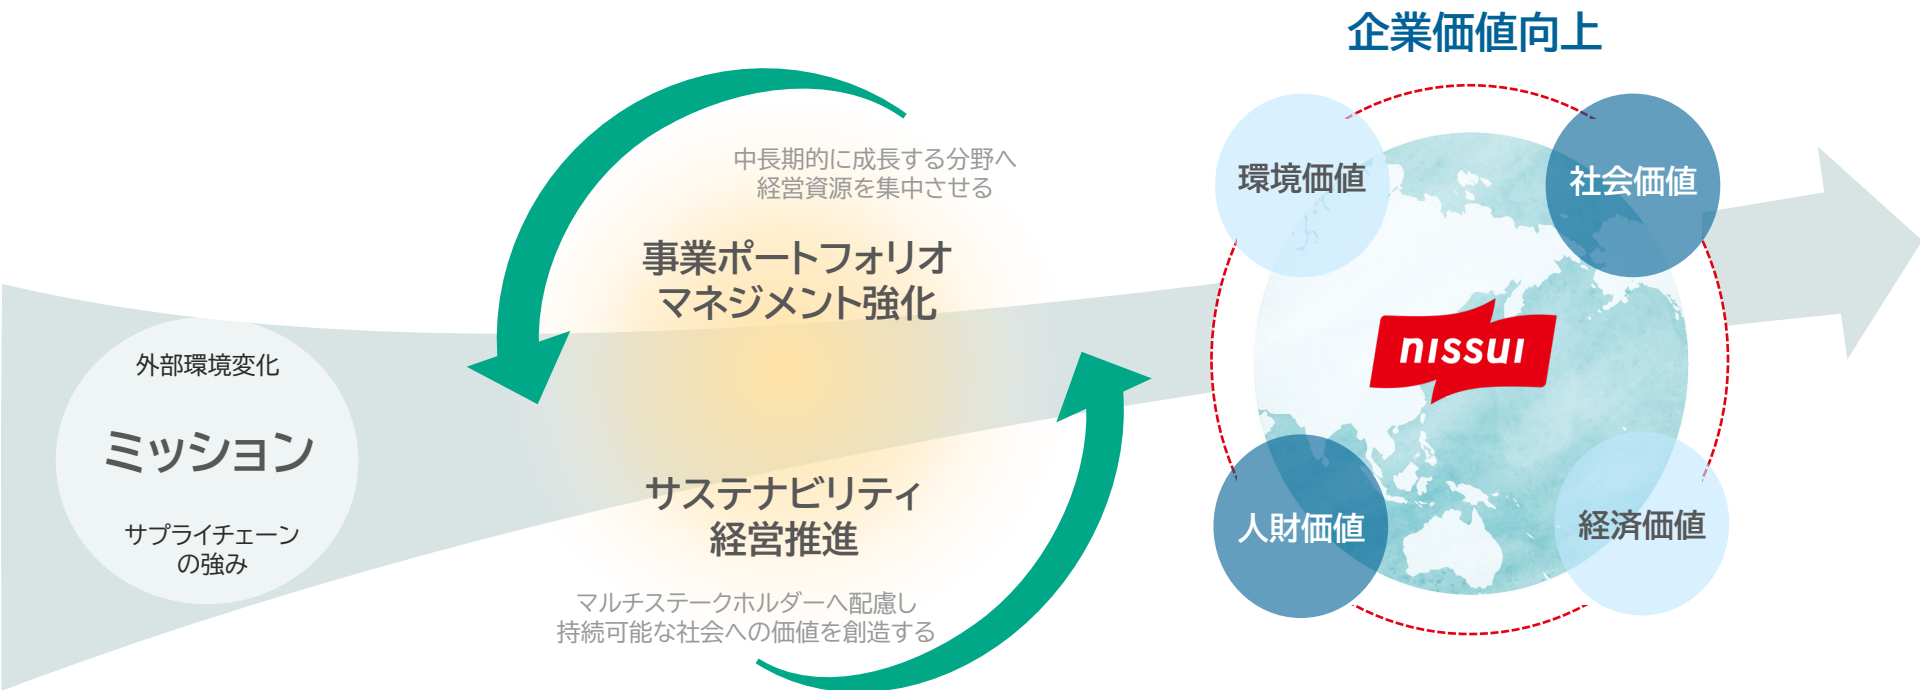 外部環境変化
ミッション
サプライチェーン
の強み
中長期的に成長する分野へ
経営資源を集中させる
事業ポートフォリオ
マネジメント強化
サステナビリティ
経営推進
マルチステークホルダーへ配慮し
持続可能な社会への価値を創造する
企業価値向上
環境価値
社会価値
nissui
人財価値
経済価値